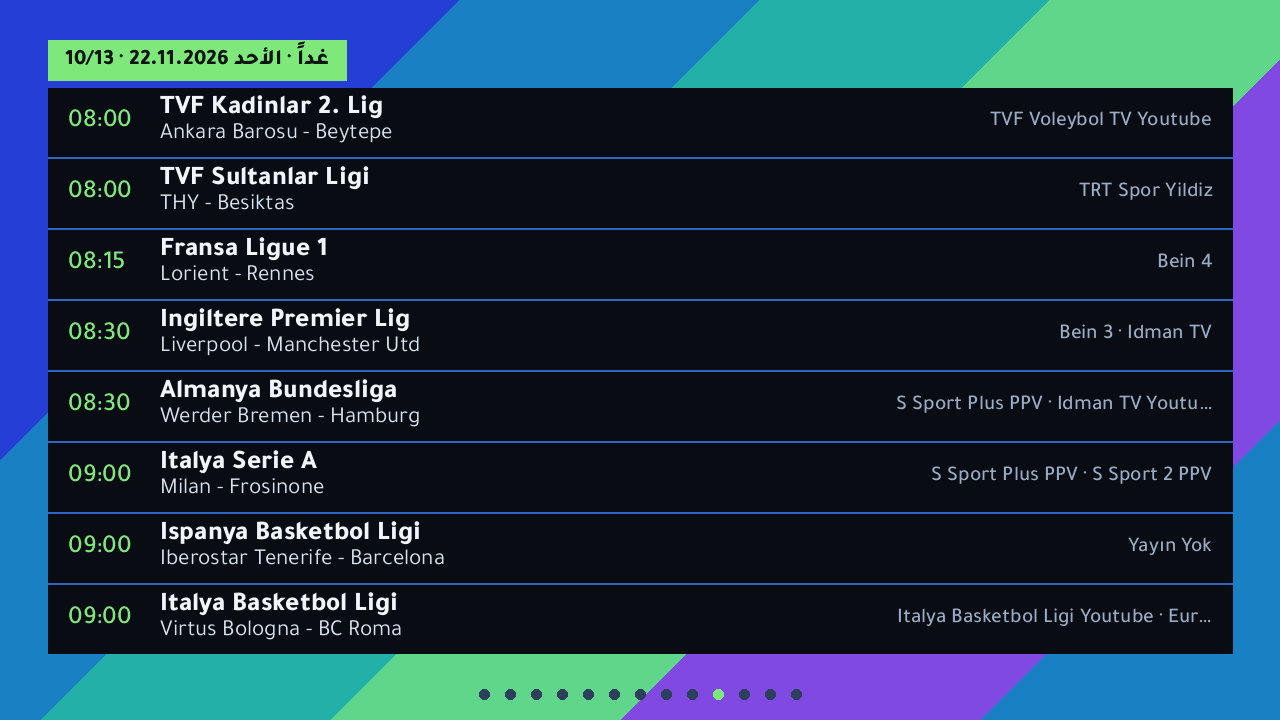 غداً · الأحد 22.11.2026 · 10/13
08:00
TVF Kadinlar 2. Lig
Ankara Barosu - Beytepe
TVF Voleybol TV Youtube
08:00
TVF Sultanlar Ligi
THY - Besiktas
TRT Spor Yildiz
08:15
Fransa Ligue 1
Lorient - Rennes
Bein 4
08:30
Ingiltere Premier Lig
Liverpool - Manchester Utd
Bein 3 · Idman TV
08:30
Almanya Bundesliga
Werder Bremen - Hamburg
S Sport Plus PPV · Idman TV Youtu…
09:00
Italya Serie A
Milan - Frosinone
S Sport Plus PPV · S Sport 2 PPV
09:00
Ispanya Basketbol Ligi
Iberostar Tenerife - Barcelona
Yayın Yok
09:00
Italya Basketbol Ligi
Virtus Bologna - BC Roma
Italya Basketbol Ligi Youtube · Eur…